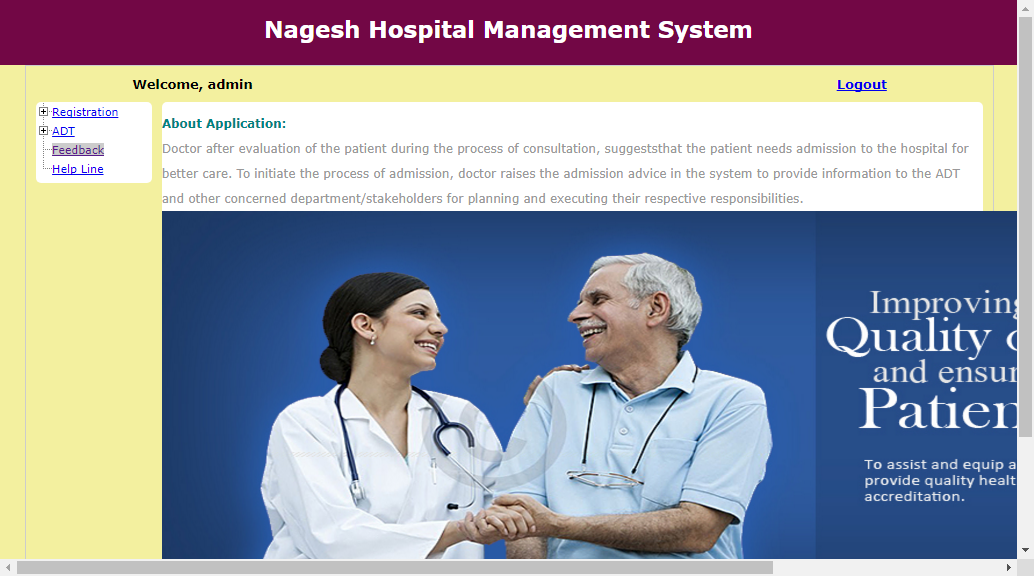 Nagesh Hospital Management System
Welcome, admin
Logout
Registration
ADT
Feedback
Help Line
About Application:
Doctor after evaluation of the patient during the process of consultation, suggeststhat the patient needs admission to the hospital for
better care. To initiate the process of admission, doctor raises the admission advice in the system to provide information to the ADT
and other concerned department/stakeholders for planning and executing their respective responsibilities.
Improving
Quality
and
To assist and equip
provide quality
accreditation.